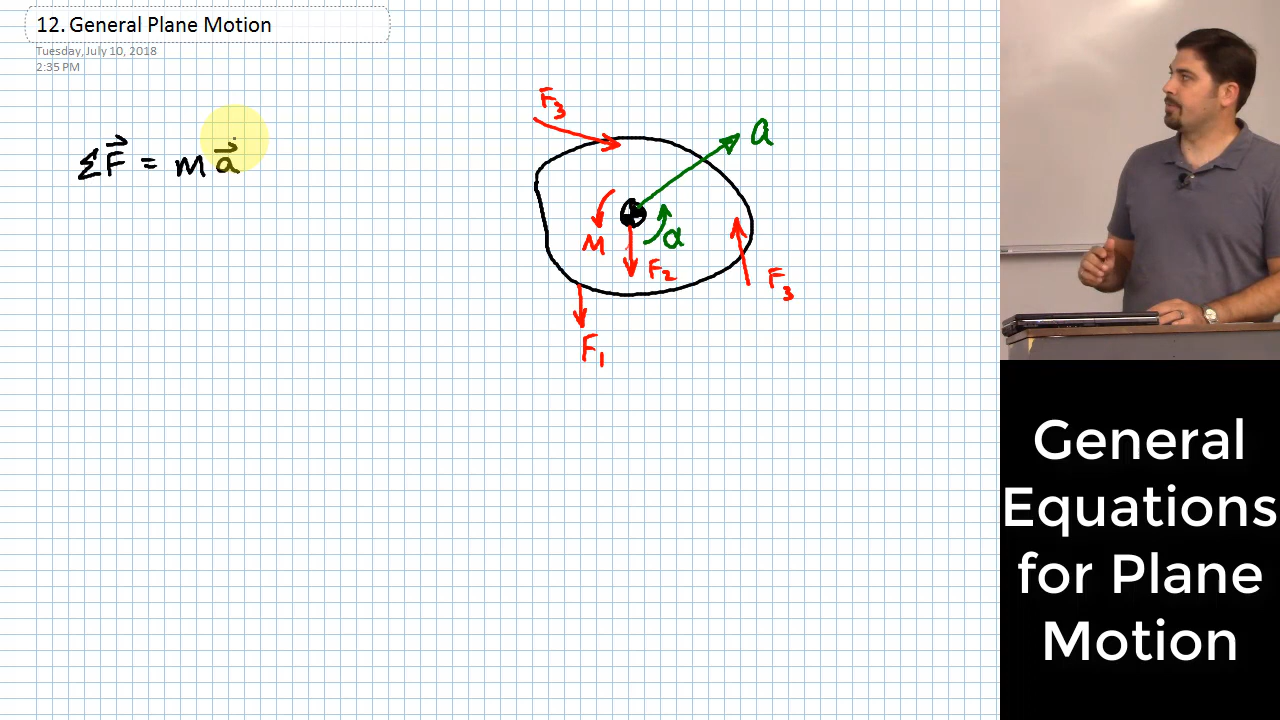 12. General Plane Motion
Tuesday, July 10, 2018
2:35 PM
F₃
a
ΣF⃗ = m a⃗
M
α
F₂
F₃
F₁
General
Equations
for Plane
Motion